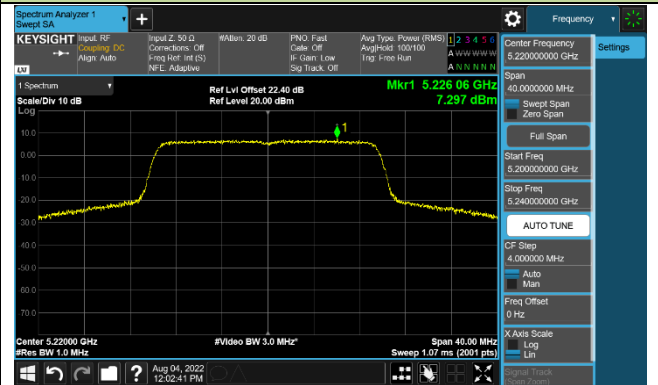 Spectrum Analyzer 1
Swept SA
+
Frequency
KEYSIGHT
Input: RF
Coupling: DC
Align: Auto
Input Z: 50 Ω
Corrections: Off
Freq Ref: Int (S)
NFE: Adaptive
#Atten: 20 dB
PNO: Fast
Gate: Off
IF Gain: Low
Sig Track: Off
Avg Type: Power (RMS)
Avg|Hold: 100/100
Trig: Free Run
1 2 3 4 5 6
A W W W W W
A N N N N N
LXI
1 Spectrum
Scale/Div 10 dB
Log
Ref Lvl Offset 22.40 dB
Ref Level 20.00 dBm
Mkr1 5.226 06 GHz
7.297 dBm
1
10.0
0.00
-10.0
-20.0
-30.0
-40.0
-50.0
-60.0
-70.0
Center 5.22000 GHz
#Res BW 1.0 MHz
#Video BW 3.0 MHz*
Span 40.00 MHz
Sweep 1.07 ms (2001 pts)
Center Frequency
5.220000000 GHz
Settings
Span
40.0000000 MHz
Swept Span
Zero Span
Full Span
Start Freq
5.200000000 GHz
Stop Freq
5.240000000 GHz
AUTO TUNE
CF Step
4.000000 MHz
Auto
Man
Freq Offset
0 Hz
X Axis Scale
Log
Lin
Signal Track
(Span Zoom)
?
Aug 04, 2022
12:02:41 PM